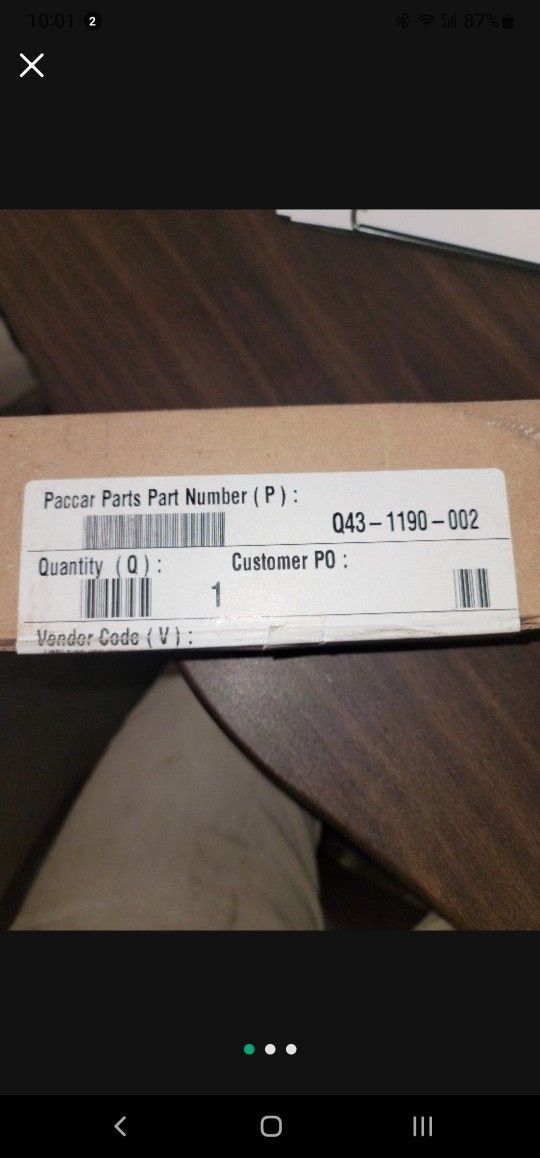 10:01 2 87%
Paccar Parts Part Number ( P ) :
Q43-1190-002
Quantity ( Q ) : Customer PO :
1
Vendor Code ( V ) :